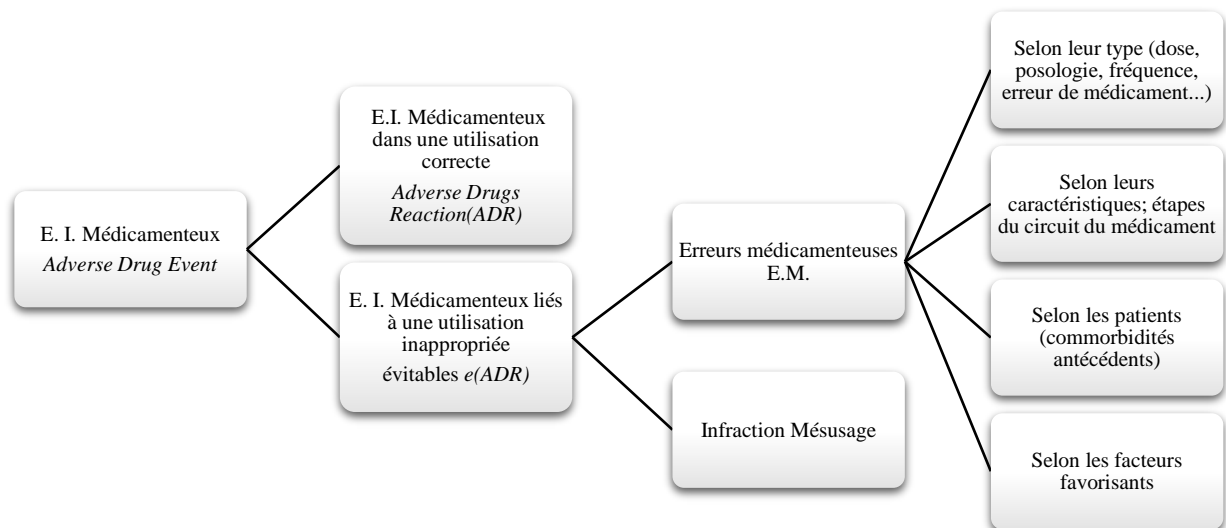 E. I. Médicamenteux
Adverse Drug Event
E.I. Médicamenteux
dans une utilisation
correcte
Adverse Drugs
Reaction(ADR)
E. I. Médicamenteux liés
à une utilisation
inappropriée
évitables e(ADR)
Erreurs médicamenteuses
E.M.
Infraction Mésusage
Selon leur type (dose,
posologie, fréquence,
erreur de médicament...)
Selon leurs
caractéristiques; étapes
du circuit du médicament
Selon les patients
(commorbidités
antécédents)
Selon les facteurs
favorisants